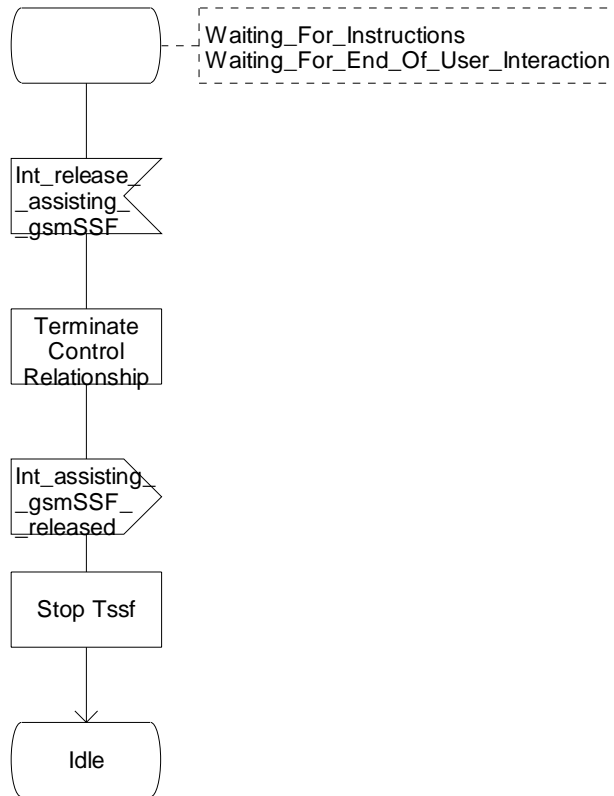 Waiting_For_Instructions
Waiting_For_End_Of_User_Interaction
Int_release_
_assisting_
_gsmSSF
Terminate
Control
Relationship
Int_assisting_
_gsmSSF_
_released
Stop Tssf
Idle